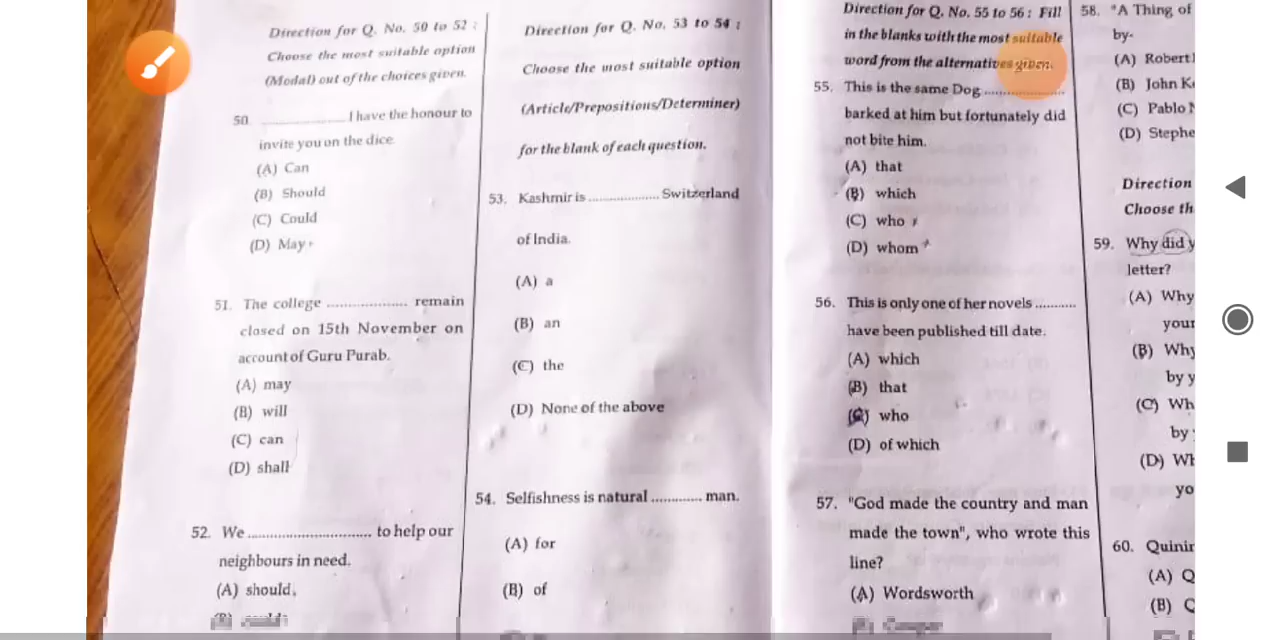 Direction for Q. No. 50 to 52 :
Choose the most suitable option
(Modal) out of the choices given.
50. .................... I have the honour to
invite you on the dice.
(A) Can
(B) Should
(C) Could
(D) May
51. The college .................... remain
closed on 15th November on
account of Guru Purab.
(A) may
(B) will
(C) can
(D) shall
52. We .............................. to help our
neighbours in need.
(A) should
Direction for Q. No. 53 to 54 :
Choose the most suitable option
(Article/Prepositions/Determiner)
for the blank of each question.
53. Kashmir is .................. Switzerland
of India.
(A) a
(B) an
(C) the
(D) None of the above
54. Selfishness is natural ............. man.
(A) for
(B) of
Direction for Q. No. 55 to 56 : Fill
in the blanks with the most suitable
word from the alternatives given.
55. This is the same Dog ....................
barked at him but fortunately did
not bite him.
(A) that
(B) which
(C) who
(D) whom
56. This is only one of her novels ..........
have been published till date.
(A) which
(B) that
(C) who
(D) of which
57. "God made the country and man
made the town", who wrote this
line?
(A) Wordsworth
(B) Cowper
58. "A Thing of
by-
(A) Robert
(B) John K
(C) Pablo
(D) Stephe
Direction
Choose th
59. Why did y
letter?
(A) Why
your
(B) Why
by y
(C) Wh
by
(D) Wh
yo
60. Quinin
(A) Q
(B)